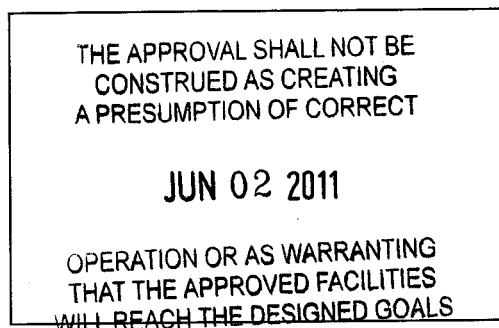 THE APPROVAL SHALL NOT BE
CONSTRUED AS CREATING
A PRESUMPTION OF CORRECT
JUN 02 2011
OPERATION OR AS WARRANTING
THAT THE APPROVED FACILITIES
WILL REACH THE DESIGNED GOALS